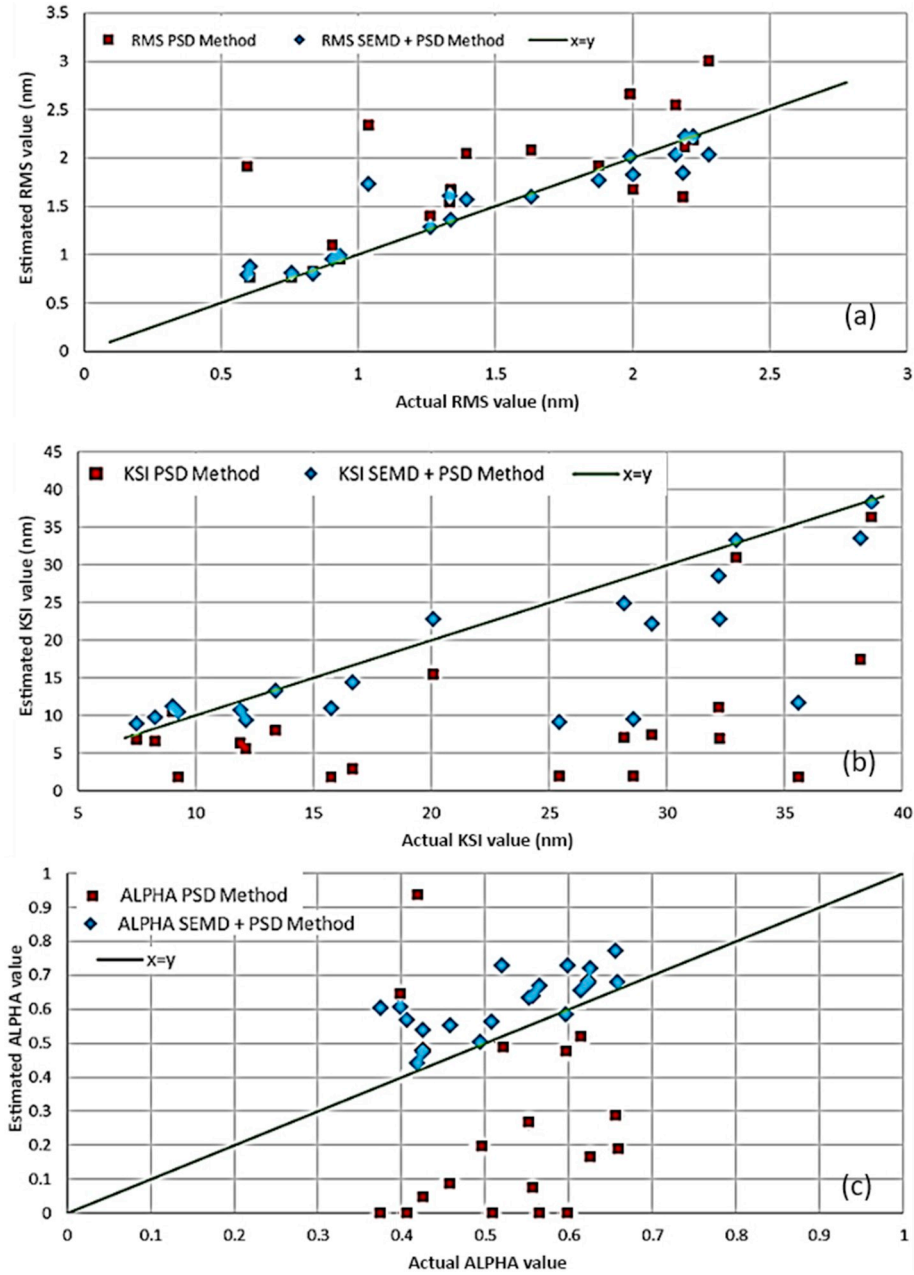 3.5
RMS PSD Method RMS SEMD + PSD Method x=y
3
2.5
2
1.5
1
0.5
0
Estimated RMS value (nm)
(a)
0 0.5 1 1.5 2 2.5 3
Actual RMS value (nm)
45
KSI PSD Method KSI SEMD + PSD Method x=y
40
35
30
25
20
15
10
5
0
Estimated KSI value (nm)
(b)
5 10 15 20 25 30 35 40
Actual KSI value (nm)
1
ALPHA PSD Method
0.9
ALPHA SEMD + PSD Method
0.8
x=y
0.7
0.6
0.5
0.4
0.3
0.2
0.1
0
Estimated ALPHA value
(c)
0 0.1 0.2 0.3 0.4 0.5 0.6 0.7 0.8 0.9 1
Actual ALPHA value